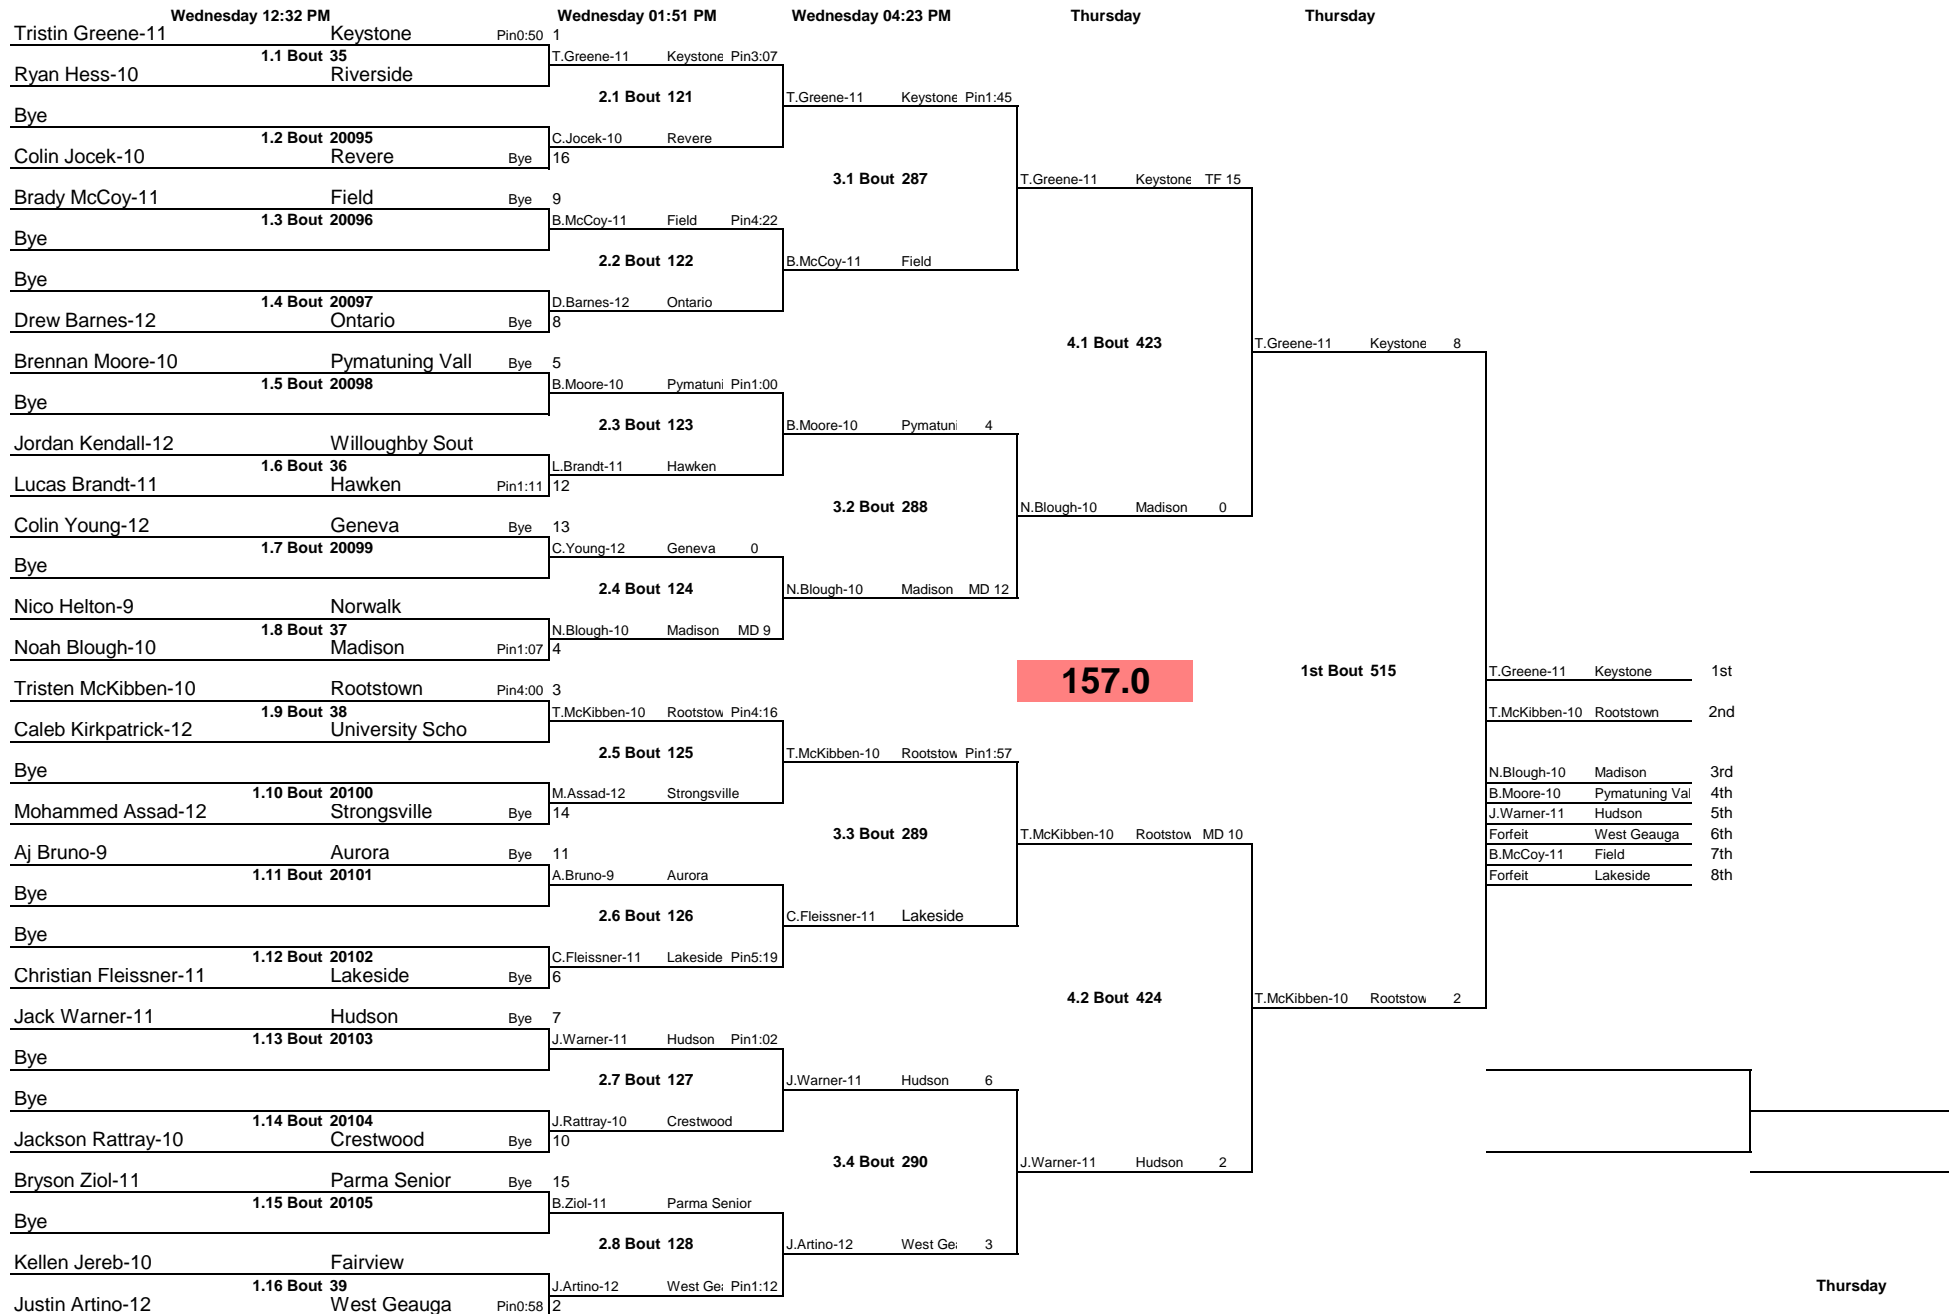 Wednesday 12:32 PM Wednesday 01:51 PM Wednesday 04:23 PM Thursday Thursday
Tristin Greene-11 Keystone Pin0:50 1
1.1 Bout 35 T.Greene-11 Keystone Pin3:07
Ryan Hess-10 Riverside
2.1 Bout 121 T.Greene-11 Keystone Pin1:45
Bye
1.2 Bout 20095 C.Jocek-10 Revere
Colin Jocek-10 Revere Bye 16
3.1 Bout 287 T.Greene-11 Keystone TF 15
Brady McCoy-11 Field Bye 9
1.3 Bout 20096 B.McCoy-11 Field Pin4:22
Bye
2.2 Bout 122 B.McCoy-11 Field
Bye
1.4 Bout 20097 D.Barnes-12 Ontario
Drew Barnes-12 Ontario Bye 8
4.1 Bout 423 T.Greene-11 Keystone 8
Brennan Moore-10 Pymatuning Vall Bye 5
1.5 Bout 20098 B.Moore-10 Pymatuni Pin1:00
Bye
2.3 Bout 123 B.Moore-10 Pymatuni 4
Jordan Kendall-12 Willoughby Sout
1.6 Bout 36 L.Brandt-11 Hawken
Lucas Brandt-11 Hawken Pin1:11 12
3.2 Bout 288 N.Blough-10 Madison 0
Colin Young-12 Geneva Bye 13
1.7 Bout 20099 C.Young-12 Geneva 0
Bye
2.4 Bout 124 N.Blough-10 Madison MD 12
Nico Helton-9 Norwalk
1.8 Bout 37 N.Blough-10 Madison MD 9
Noah Blough-10 Madison Pin1:07 4
157.0 1st Bout 515 T.Greene-11 Keystone 1st
Tristen McKibben-10 Rootstown Pin4:00 3
1.9 Bout 38 T.McKibben-10 Rootstow Pin4:16 T.McKibben-10 Rootstown 2nd
Caleb Kirkpatrick-12 University Scho
2.5 Bout 125 T.McKibben-10 Rootstow Pin1:57
Bye N.Blough-10 Madison 3rd
1.10 Bout 20100 M.Assad-12 Strongsville B.Moore-10 Pymatuning Val 4th
Mohammed Assad-12 Strongsville Bye 14 J.Warner-11 Hudson 5th
3.3 Bout 289 T.McKibben-10 Rootstow MD 10 Forfeit West Geauga 6th
Aj Bruno-9 Aurora Bye 11 B.McCoy-11 Field 7th
1.11 Bout 20101 A.Bruno-9 Aurora Forfeit Lakeside 8th
Bye
2.6 Bout 126 C.Fleissner-11 Lakeside
Bye
1.12 Bout 20102 C.Fleissner-11 Lakeside Pin5:19
Christian Fleissner-11 Lakeside Bye 6
4.2 Bout 424 T.McKibben-10 Rootstow 2
Jack Warner-11 Hudson Bye 7
1.13 Bout 20103 J.Warner-11 Hudson Pin1:02
Bye
2.7 Bout 127 J.Warner-11 Hudson 6
Bye
1.14 Bout 20104 J.Rattray-10 Crestwood
Jackson Rattray-10 Crestwood Bye 10
3.4 Bout 290 J.Warner-11 Hudson 2
Bryson Ziol-11 Parma Senior Bye 15
1.15 Bout 20105 B.Ziol-11 Parma Senior
Bye
2.8 Bout 128 J.Artino-12 West Gea 3
Kellen Jereb-10 Fairview
1.16 Bout 39 J.Artino-12 West Gea Pin1:12 Thursday
Justin Artino-12 West Geauga Pin0:58 2